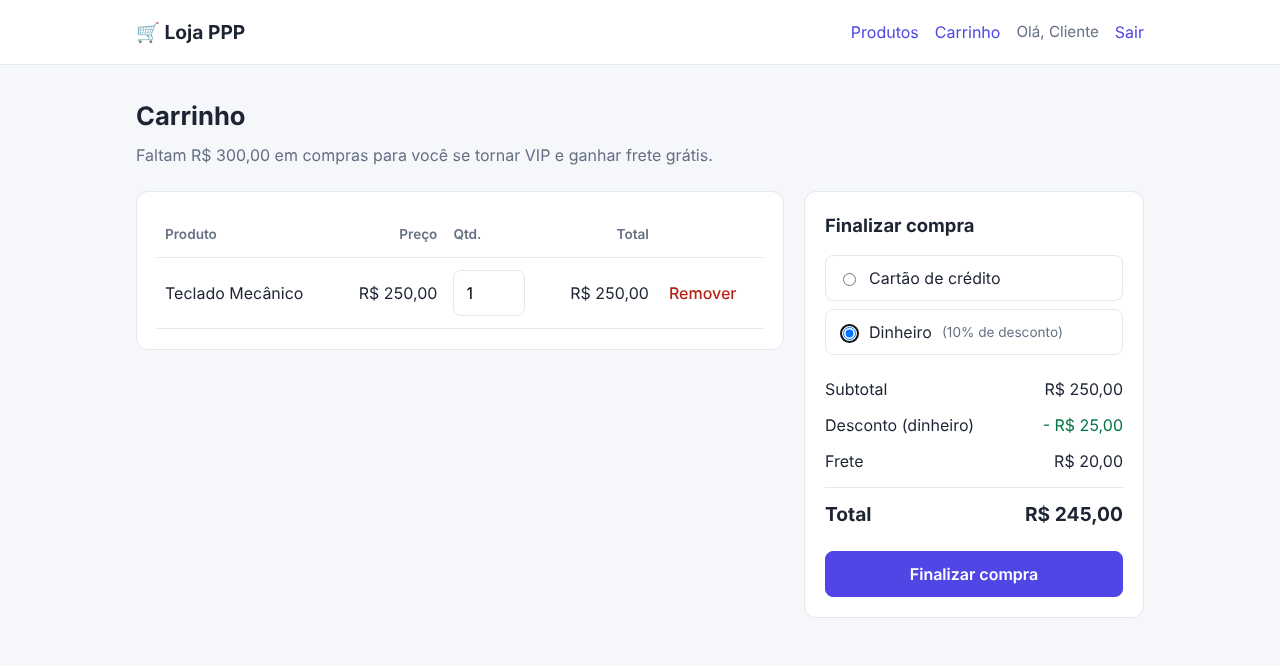 🛒 Loja PPP
Produtos Carrinho Olá, Cliente Sair
Carrinho
Faltam R$ 300,00 em compras para você se tornar VIP e ganhar frete grátis.
Produto Preço Qtd. Total
Teclado Mecânico R$ 250,00 1 R$ 250,00 Remover
Finalizar compra
Cartão de crédito
Dinheiro (10% de desconto)
Subtotal R$ 250,00
Desconto (dinheiro) - R$ 25,00
Frete R$ 20,00
Total R$ 245,00
Finalizar compra